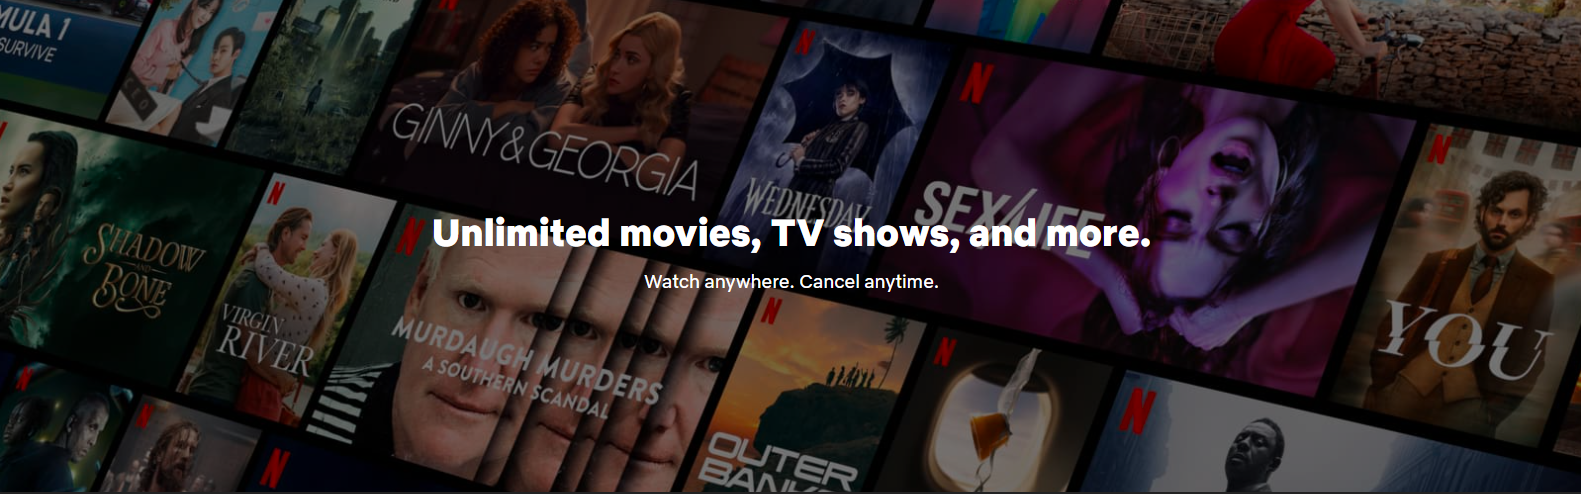 MULA 1
SURVIVE
CEO
GINNY & GEORGIA
WEDNESDAY
SEX/LIFE
SHADOW
AND
BONE
VIRGIN
RIVER
Unlimited movies, TV shows, and more.
Watch anywhere. Cancel anytime.
MURDAUGH MURDERS
A SOUTHERN SCANDAL
YOU
OUTER
BANKS
N
N
N
N
N
N
N
N
N
N
N